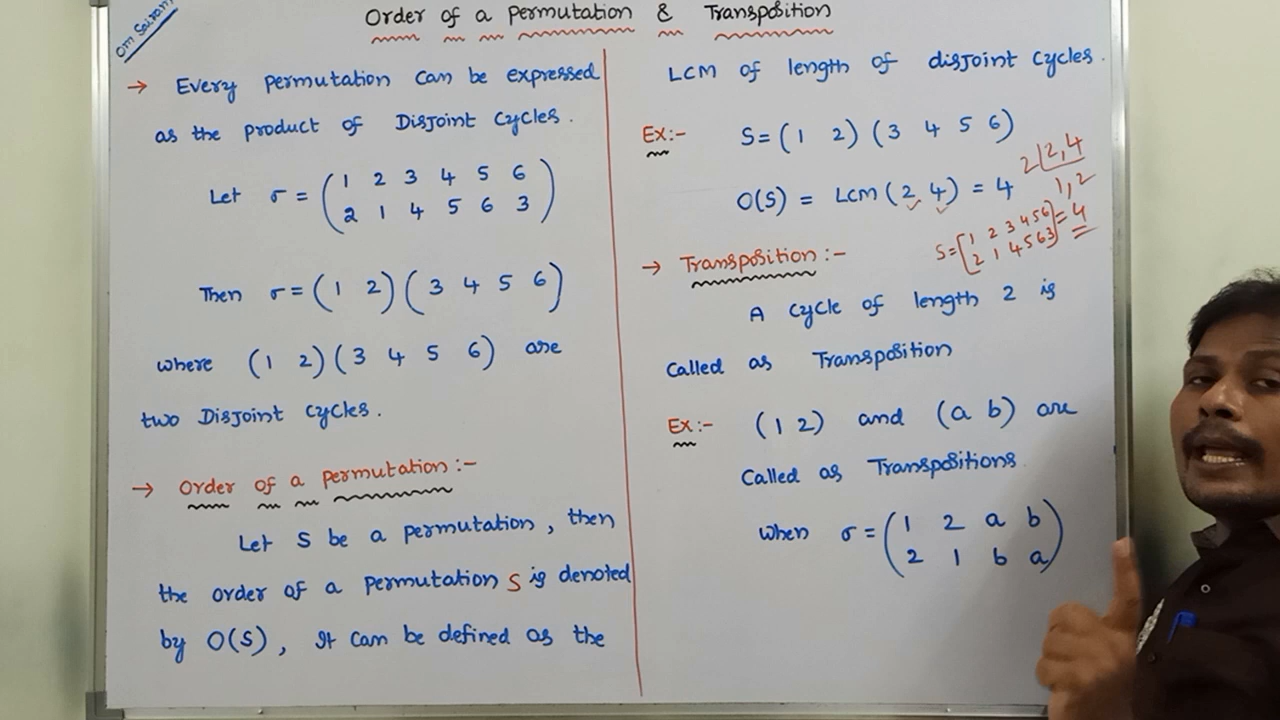 Om Sairam
Order of a permutation & Transposition
→ Every permutation can be expressed
as the product of Disjoint cycles.
Let σ = ( 1 2 3 4 5 6
2 1 4 5 6 3 )
Then σ = ( 1 2 ) ( 3 4 5 6 )
where ( 1 2 ) ( 3 4 5 6 ) are
two Disjoint cycles.
→ Order of a permutation :-
Let S be a permutation, then
the order of a permutation S is denoted
by O(S), It can be defined as the
LCM of length of disjoint cycles.
Ex:- S = ( 1 2 ) ( 3 4 5 6 )
O(S) = LCM ( 2 4 ) = 4
2 | 2, 4
1, 2
= 4
S = [ 1 2 3 4 5 6
2 1 4 5 6 3 ]
→ Transposition :-
A cycle of length 2 is
called as Transposition
Ex:- ( 1 2 ) and ( a b ) are
called as Transpositions.
When σ = ( 1 2 a b
2 1 b a )